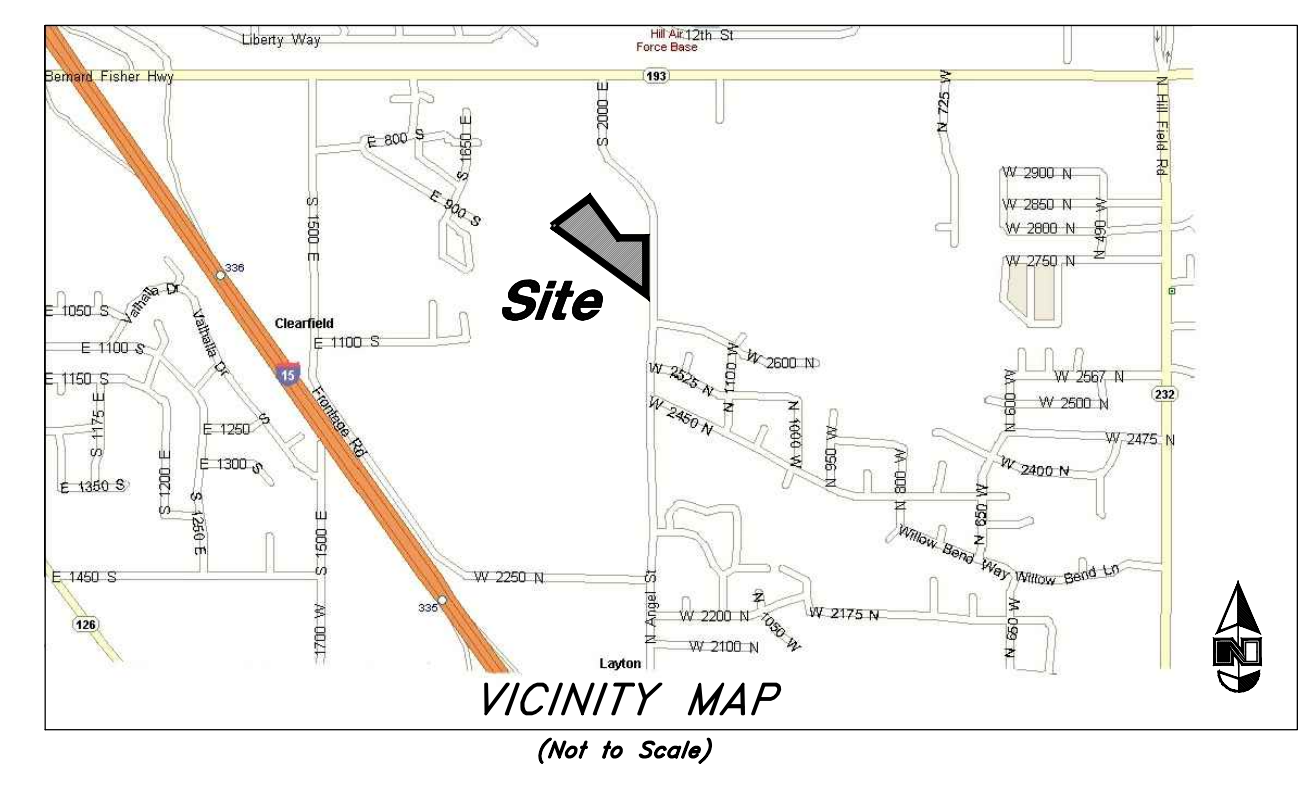 Liberty Way
Hill Air
Force Base
12th St
Bernard Fisher Hwy
193
N Hill Field Rd
S 2000 E
N 725 W
E 800 S
S 1650 E
E 900 S
W 2900 N
W 2850 N
W 2800 N
N 490 W
W 2750 N
S 1500 E
336
Site
Valhalla Dr
E 1050 S
Clearfield
Valhalla Dr
E 1100 S
E 1100 S
W 2600 N
N 1100 W
W 2525 N
E 1150 S
15
W 2567 N
232
Frontage Rd
W 2450 N
N 1000 W
N 600 W
W 2500 N
S 1175 E
E 1250 S
N 950 W
W 2475 N
E 1300 S
S 1200 E
N 800 W
W 2400 N
E 1350 S
S 1250 E
N 650 W
S 1500 E
Willow Bend Way
Willow Bend Ln
E 1450 S
W 2250 N
N Angel St
335
126
1700 W
W 2200 N
N 1050 W
W 2175 N
N 650 W
W 2100 N
Layton
N
VICINITY MAP
(Not to Scale)